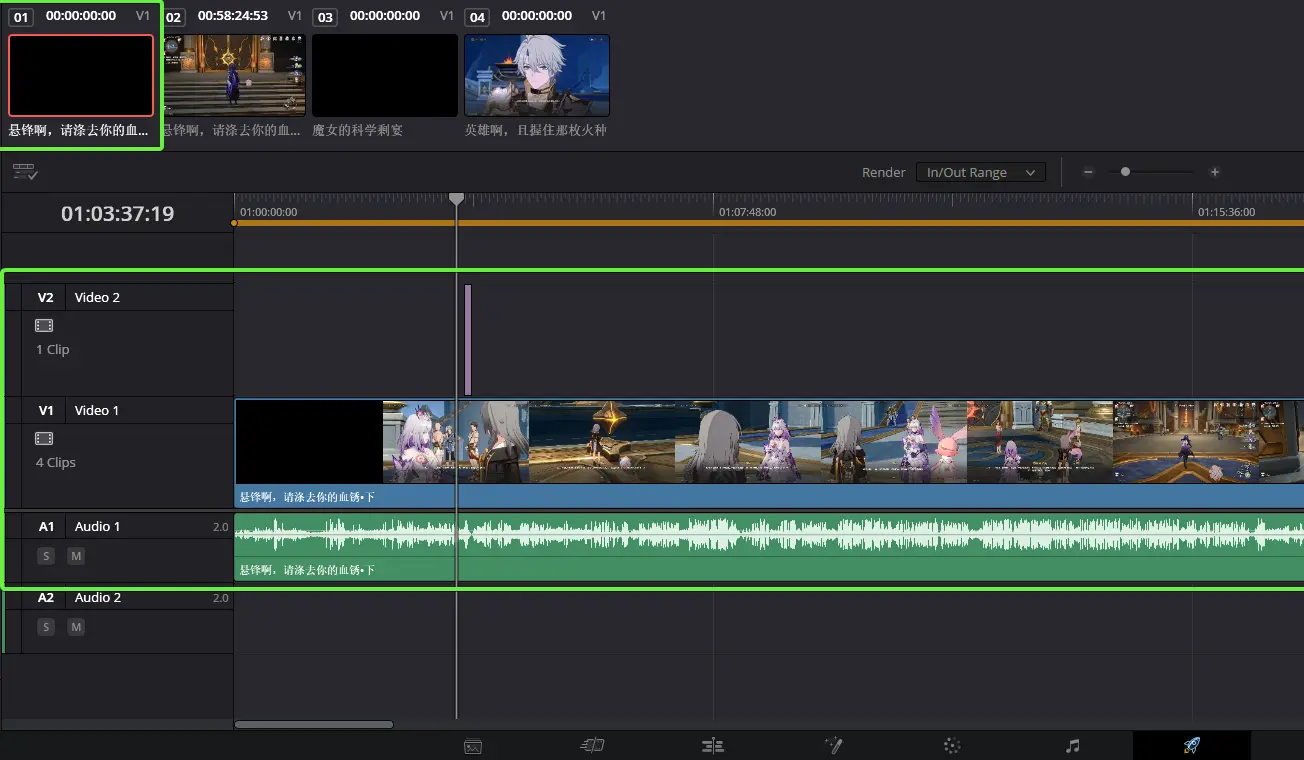 01 00:00:00:00 V1
02 00:58:24:53 V1
03 00:00:00:00 V1
04 00:00:00:00 V1
悬锋啊，请涤去你的血...
悬锋啊，请涤去你的血...
魔女的科学剩宴
英雄啊，且握住那枚火种
Render In/Out Range
01:03:37:19
01:00:00:00
01:07:48:00
01:15:36:00
V2 Video 2
1 Clip
V1 Video 1
4 Clips
悬锋啊，请涤去你的血锈•下
A1 Audio 1 2.0
S M
悬锋啊，请涤去你的血锈•下
A2 Audio 2 2.0
S M